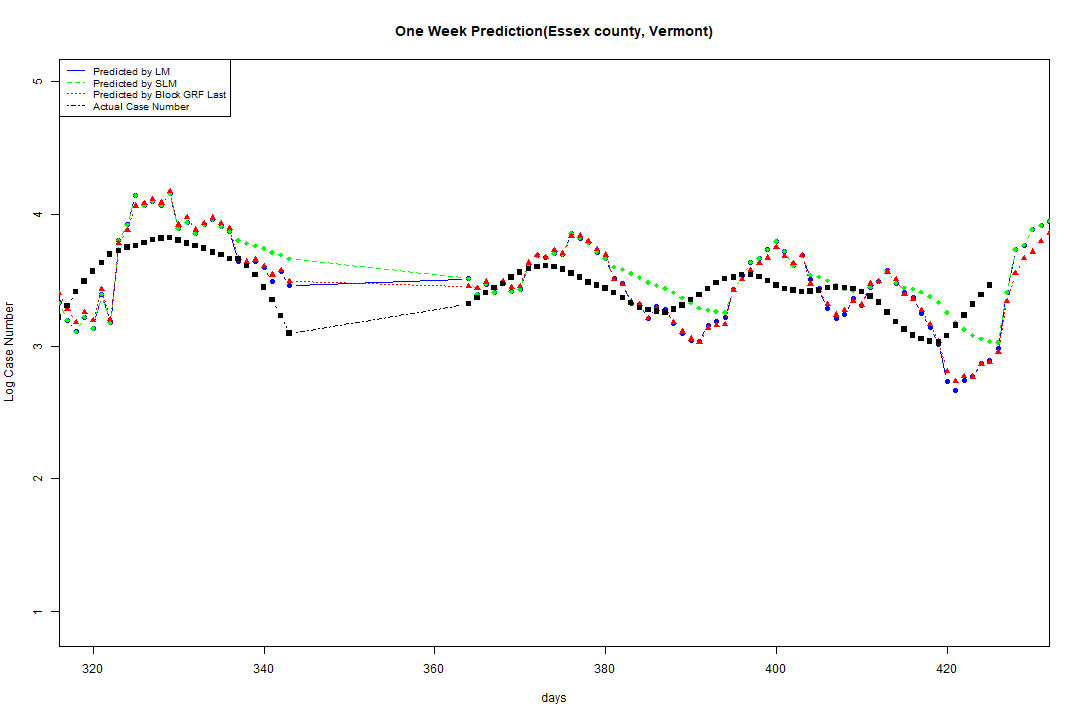 One Week Prediction(Essex county, Vermont)
Predicted by LM
Predicted by SLM
Predicted by Block GRF Last
Actual Case Number
5
4
3
2
1
Log Case Number
320 340 360 380 400 420
days